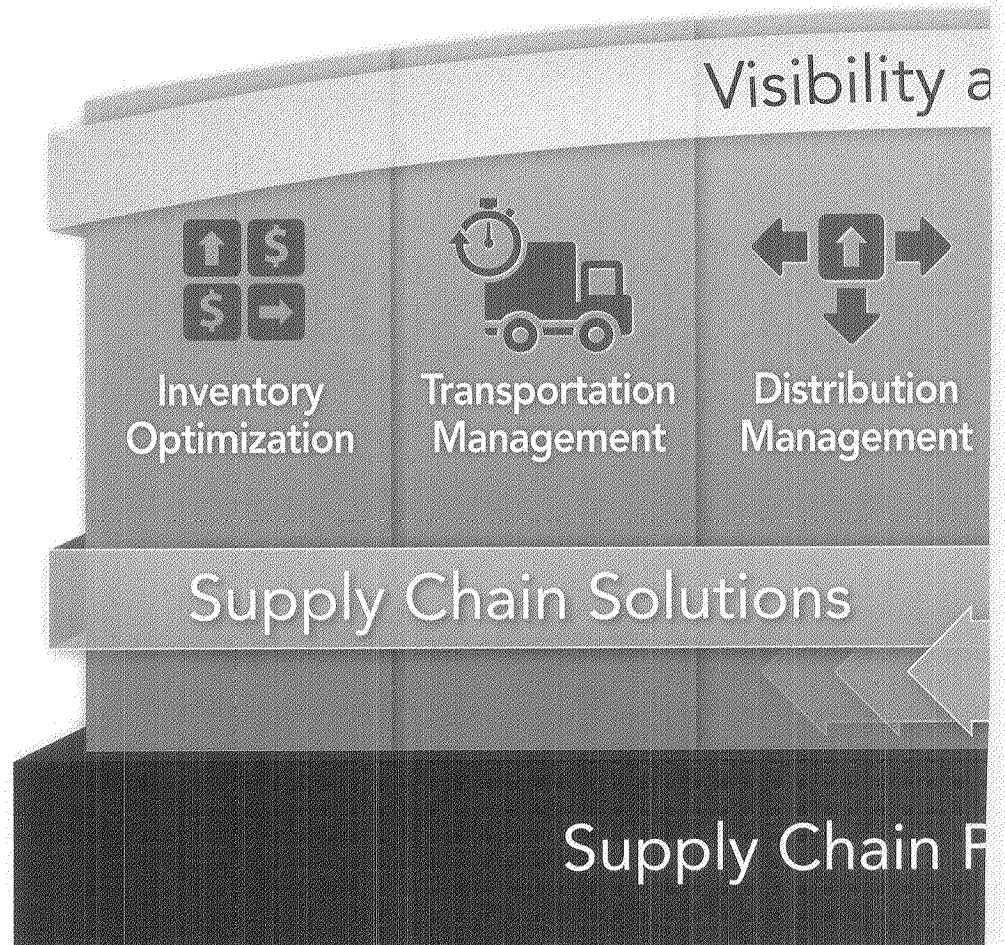 Visibility a
$
$
Inventory
Optimization
Transportation
Management
Distribution
Management
Supply Chain Solutions
Supply Chain P